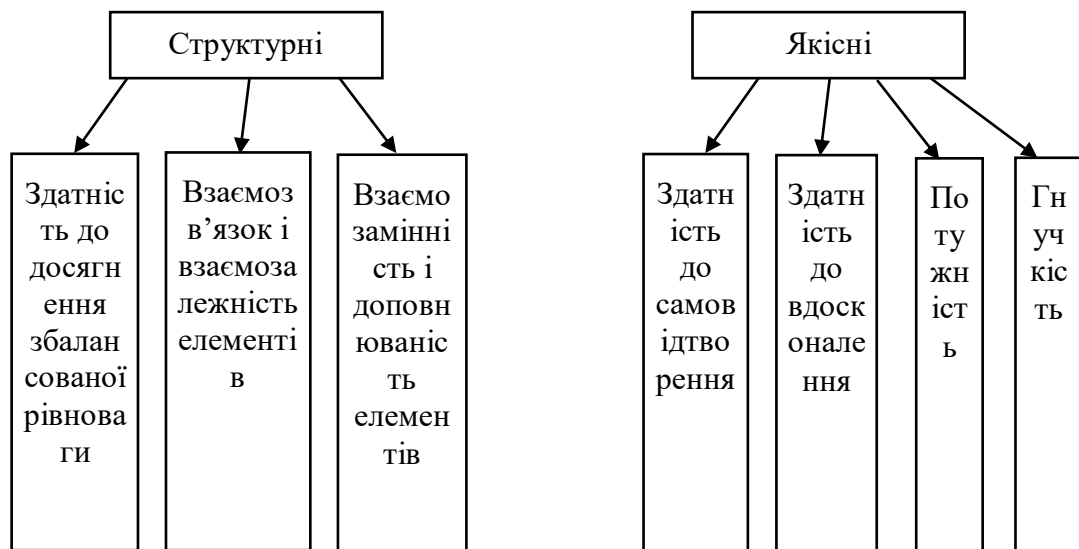 Структурні
Якісні
Здатніс
ть до
досягн
ення
збалан
сованої
рівнова
ги
Взаємоз
в’язок і
взаємоза
лежність
елементі
в
Взаємо
замінні
сть і
доповн
юваніс
ть
елемен
тів
Здатн
ість
до
самов
ідтво
рення
Здатн
ість
до
вдоск
онале
ння
По
ту
жн
іст
ь
Гн
уч
кіс
ть